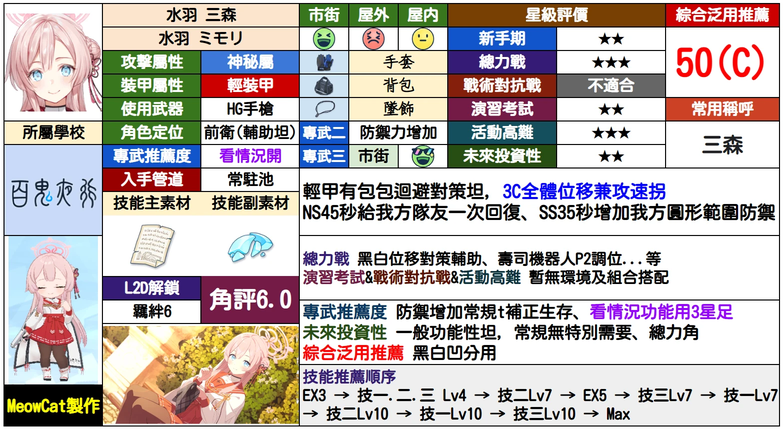 水羽 三森
水羽 ミモリ
市街 屋外 屋內
星級評價
綜合泛用推薦
50(C)
常用稱呼
三森
攻擊屬性 神秘屬
裝甲屬性 輕裝甲
使用武器 HG手槍
角色定位 前衛(輔助坦)
專武推薦度 看情況開
入手管道 常駐池
手套
背包
墜飾
專武二 防禦力增加
專武三 市街
新手期 ★★
總力戰 ★★★
戰術對抗戰 不適合
演習考試 ★★
活動高難 ★★★
未來投資性 ★★
所屬學校
百鬼夜行
技能主素材 技能副素材
L2D解鎖
羈絆6
角評6.0
MeowCat製作
輕甲有包包迴避對策坦, 3C全體位移兼攻速拐
NS45秒給我方隊友一次回復、SS35秒增加我方圓形範圍防禦
總力戰 黑白位移對策輔助、壽司機器人P2調位...等
演習考試&戰術對抗戰&活動高難 暫無環境及組合搭配
專武推薦度 防禦增加常規t補正生存、看情況功能用3星足
未來投資性 一般功能性坦, 常規無特別需要、總力角
綜合泛用推薦 黑白凹分用
技能推薦順序
EX3 → 技一.二.三 Lv4 → 技二Lv7 → EX5 → 技三Lv7 → 技一Lv7
→ 技二Lv10 → 技一Lv10 → 技三Lv10 → Max